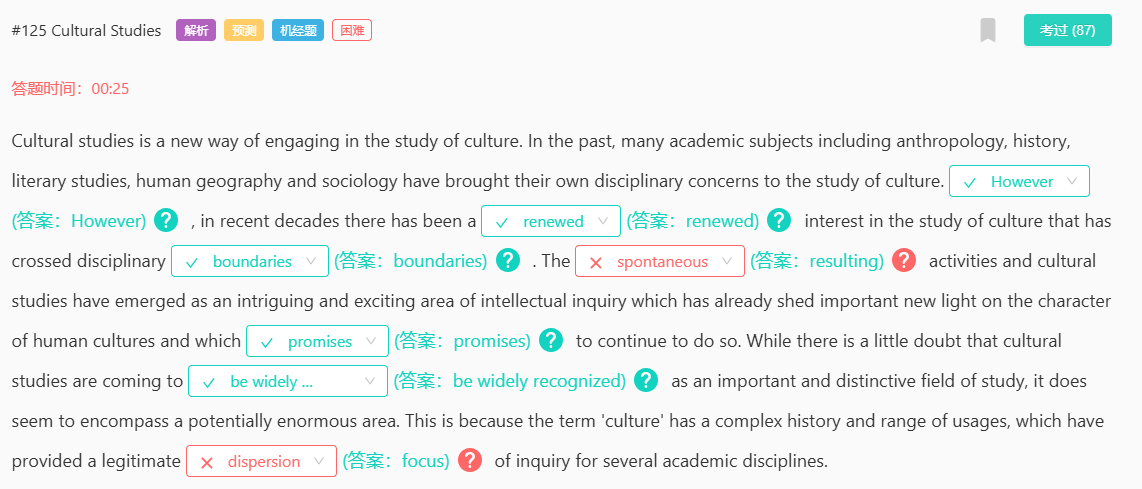 #125 Cultural Studies 解析 预测 机经题 困难 考过 (87)
答题时间：00:25
Cultural studies is a new way of engaging in the study of culture. In the past, many academic subjects including anthropology, history,
literary studies, human geography and sociology have brought their own disciplinary concerns to the study of culture. However
(答案：However) ? , in recent decades there has been a renewed (答案：renewed) ? interest in the study of culture that has
crossed disciplinary boundaries (答案：boundaries) ? . The spontaneous (答案：resulting) ? activities and cultural
studies have emerged as an intriguing and exciting area of intellectual inquiry which has already shed important new light on the character
of human cultures and which promises (答案：promises) ? to continue to do so. While there is a little doubt that cultural
studies are coming to be widely ... (答案：be widely recognized) ? as an important and distinctive field of study, it does
seem to encompass a potentially enormous area. This is because the term 'culture' has a complex history and range of usages, which have
provided a legitimate dispersion (答案：focus) ? of inquiry for several academic disciplines.